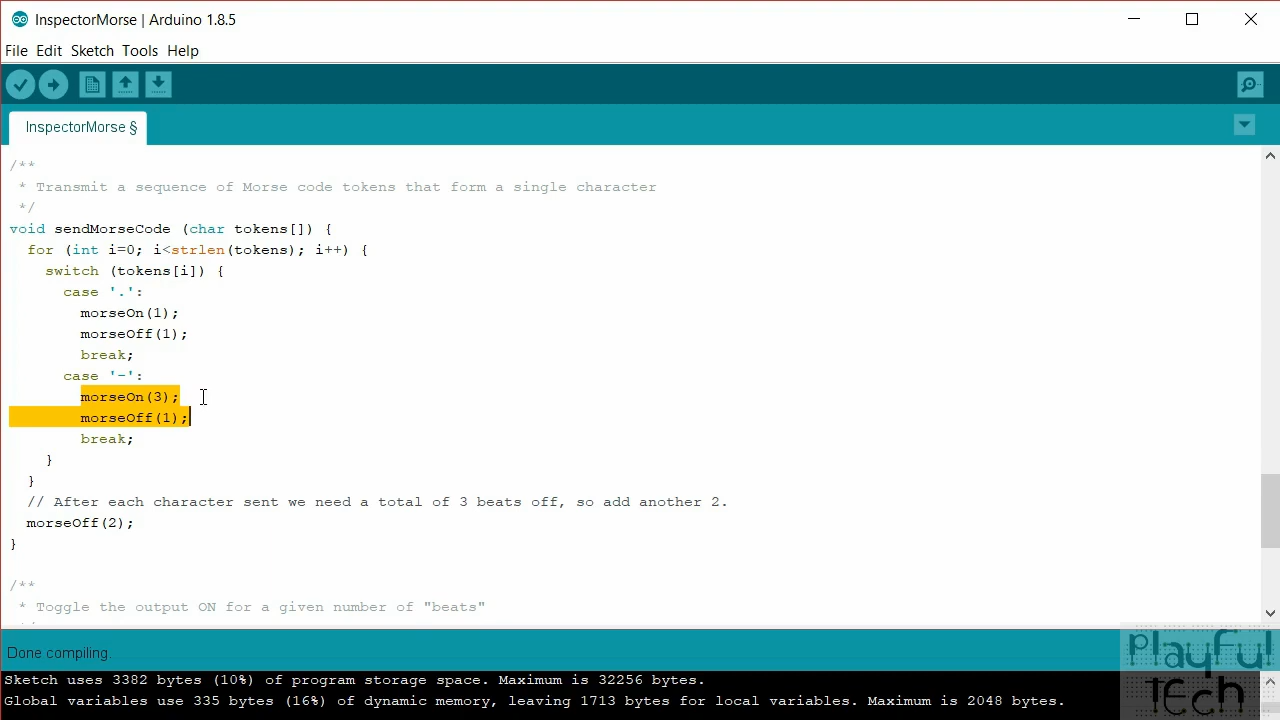 InspectorMorse | Arduino 1.8.5
File Edit Sketch Tools Help
InspectorMorse §
/**
 * Transmit a sequence of Morse code tokens that form a single character
 */
void sendMorseCode (char tokens[]) {
  for (int i=0; i<strlen(tokens); i++) {
    switch (tokens[i]) {
      case '.':
        morseOn(1);
        morseOff(1);
        break;
      case '-':
        morseOn(3);
        morseOff(1);
        break;
    }
  }
  // After each character sent we need a total of 3 beats off, so add another 2.
  morseOff(2);
}
/**
 * Toggle the output ON for a given number of "beats"
Done compiling.
Sketch uses 3382 bytes (10%) of program storage space. Maximum is 32256 bytes.
Global variables use 335 bytes (16%) of dynamic memory, leaving 1713 bytes for local variables. Maximum is 2048 bytes.
PlayFul
tECh